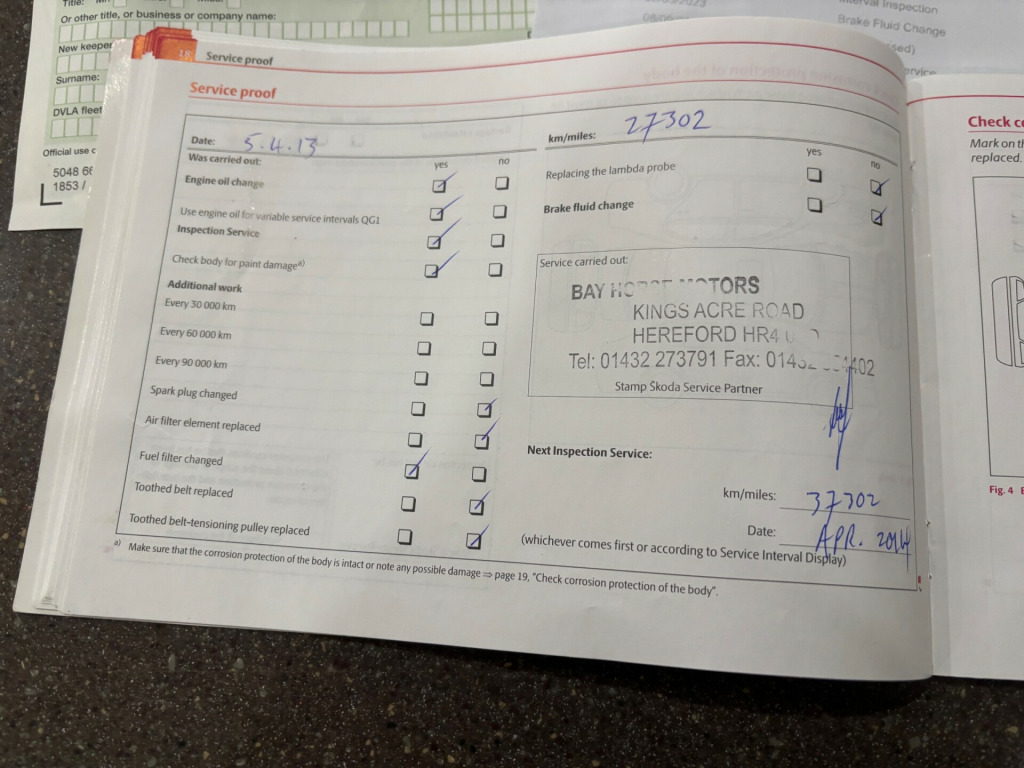 Title:
Or other title, or business or company name:
New keeper
Surname:
DVLA fleet
Official use
5048
1853 /
Inspection
Brake Fluid Change
18 Service proof
Service proof
Date: 5.4.13
km/miles: 27302
Was carried out: yes no
yes no
Engine oil change
Replacing the lambda probe
Use engine oil for variable service intervals QG1
Brake fluid change
Inspection Service
Check body for paint damage a)
Additional work
Every 30 000 km
Every 60 000 km
Every 90 000 km
Spark plug changed
Air filter element replaced
Fuel filter changed
Toothed belt replaced
Toothed belt-tensioning pulley replaced
Service carried out:
BAY MOTORS
KINGS ACRE ROAD
HEREFORD HR4
Tel: 01432 273791 Fax:
Stamp Škoda Service Partner
Next Inspection Service:
km/miles: 37302
Date: APR. 2014
(whichever comes first or according to Service Interval Display)
a) Make sure that the corrosion protection of the body is intact or note any possible damage ⇒ page 19, "Check corrosion protection of the body".
Check
Mark on
replaced.
Fig. 4